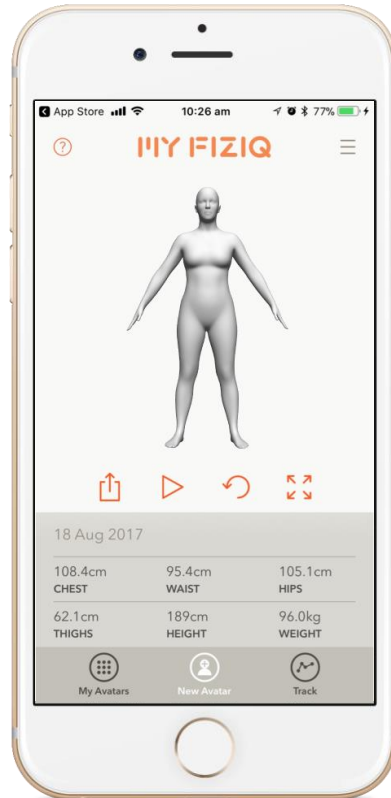 App Store 10:26 am 77%
? MY FIZIQ
18 Aug 2017
108.4cm 95.4cm 105.1cm
CHEST WAIST HIPS
62.1cm 189cm 96.0kg
THIGHS HEIGHT WEIGHT
My Avatars New Avatar Track